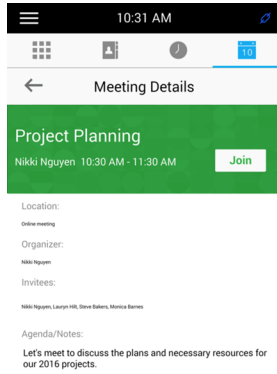 10:31 AM
10
Meeting Details
Project Planning
Nikki Nguyen 10:30 AM - 11:30 AM
Join
Location:
Online meeting
Organizer:
Nikki Nguyen
Invitees:
Nikki Nguyen, Lauryn Hill, Steve Bakers, Monica Barnes
Agenda/Notes:
Let's meet to discuss the plans and necessary resources for
our 2016 projects.